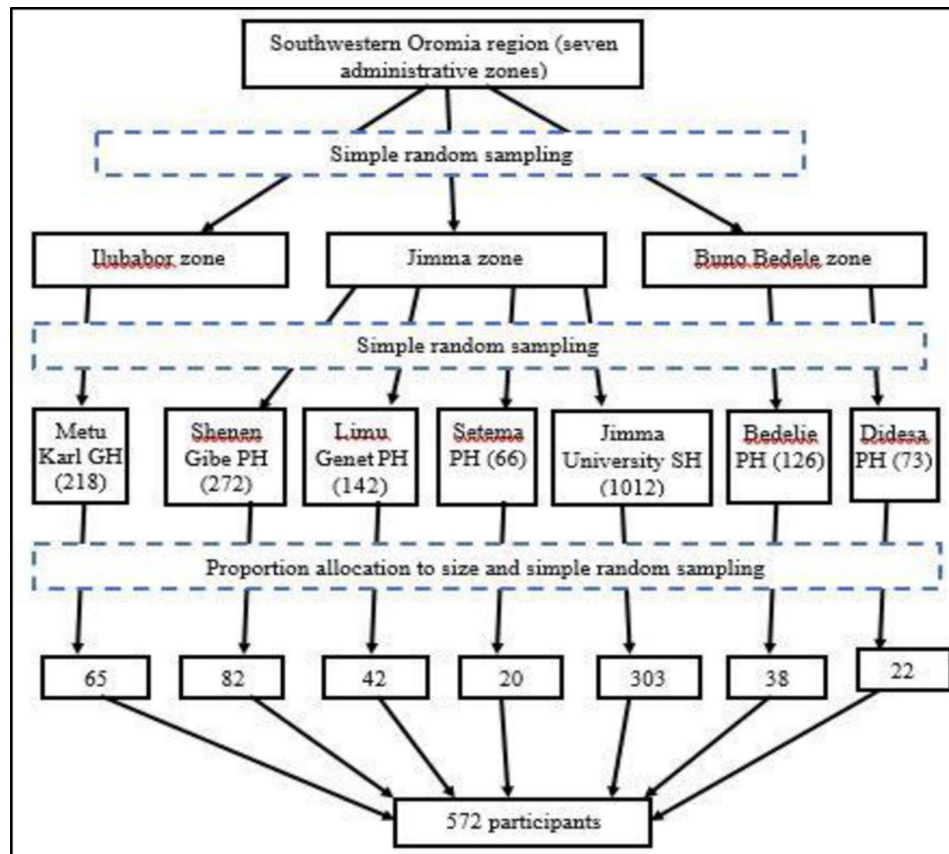 Southwestern Oromia region (seven
administrative zones)
Simple random sampling
Ilubabor zone
Jimma zone
Buno Bedele zone
Simple random sampling
Metu
Karl GH
(218)
Shenen
Gibe PH
(272)
Limu
Genet PH
(142)
Setema
PH (66)
Jimma
University SH
(1012)
Bedelie
PH (126)
Didesa
PH (73)
Proportion allocation to size and simple random sampling
65
82
42
20
303
38
22
572 participants